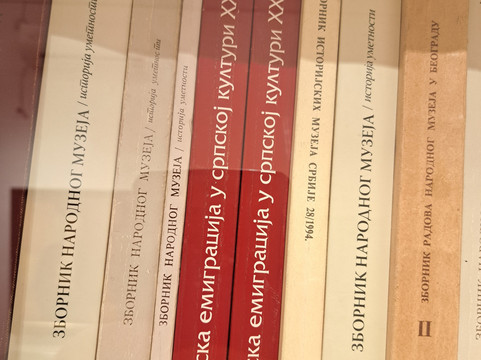 ЗБОРНИК НАРОДНОГ МУЗЕЈА / историја уметности
ЗБОРНИК НАРОДНОГ МУЗЕЈА / историја уметности
ЗБОРНИК НАРОДНОГ МУЗЕЈА / историја уметности
ска емиграција у српској култури XX
ска емиграција у српској култури XX
ОРНИК ИСТОРИЈСКИХ МУЗЕЈА СРБИЈЕ 28/1994.
ЗБОРНИК НАРОДНОГ МУЗЕЈА / историја уметности
II ЗБОРНИК РАДОВА НАРОДНОГ МУЗЕЈА У БЕОГРАДУ